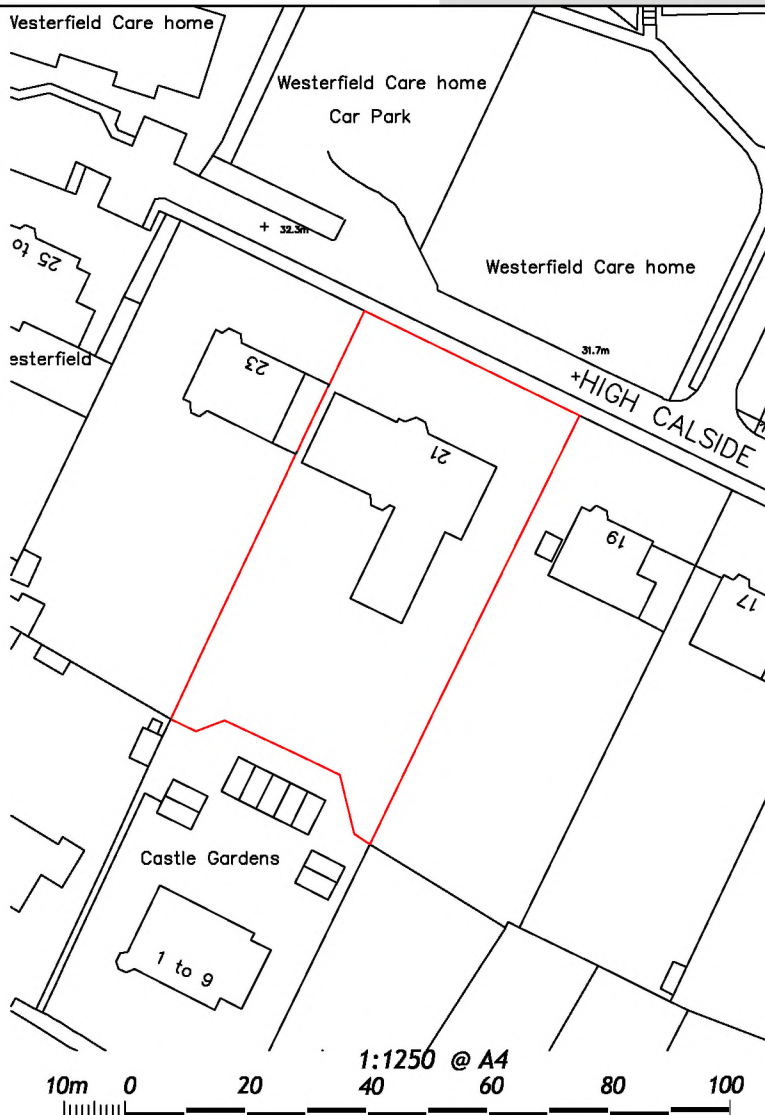 Westerfield Care home
Westerfield Care home
Car Park
32.3m
25 to
Westerfield Care home
esterfield
31.7m
HIGH CALSIDE
23
21
19
17
Castle Gardens
1 to 9
1:1250 @ A4
10m 0 20 40 60 80 100